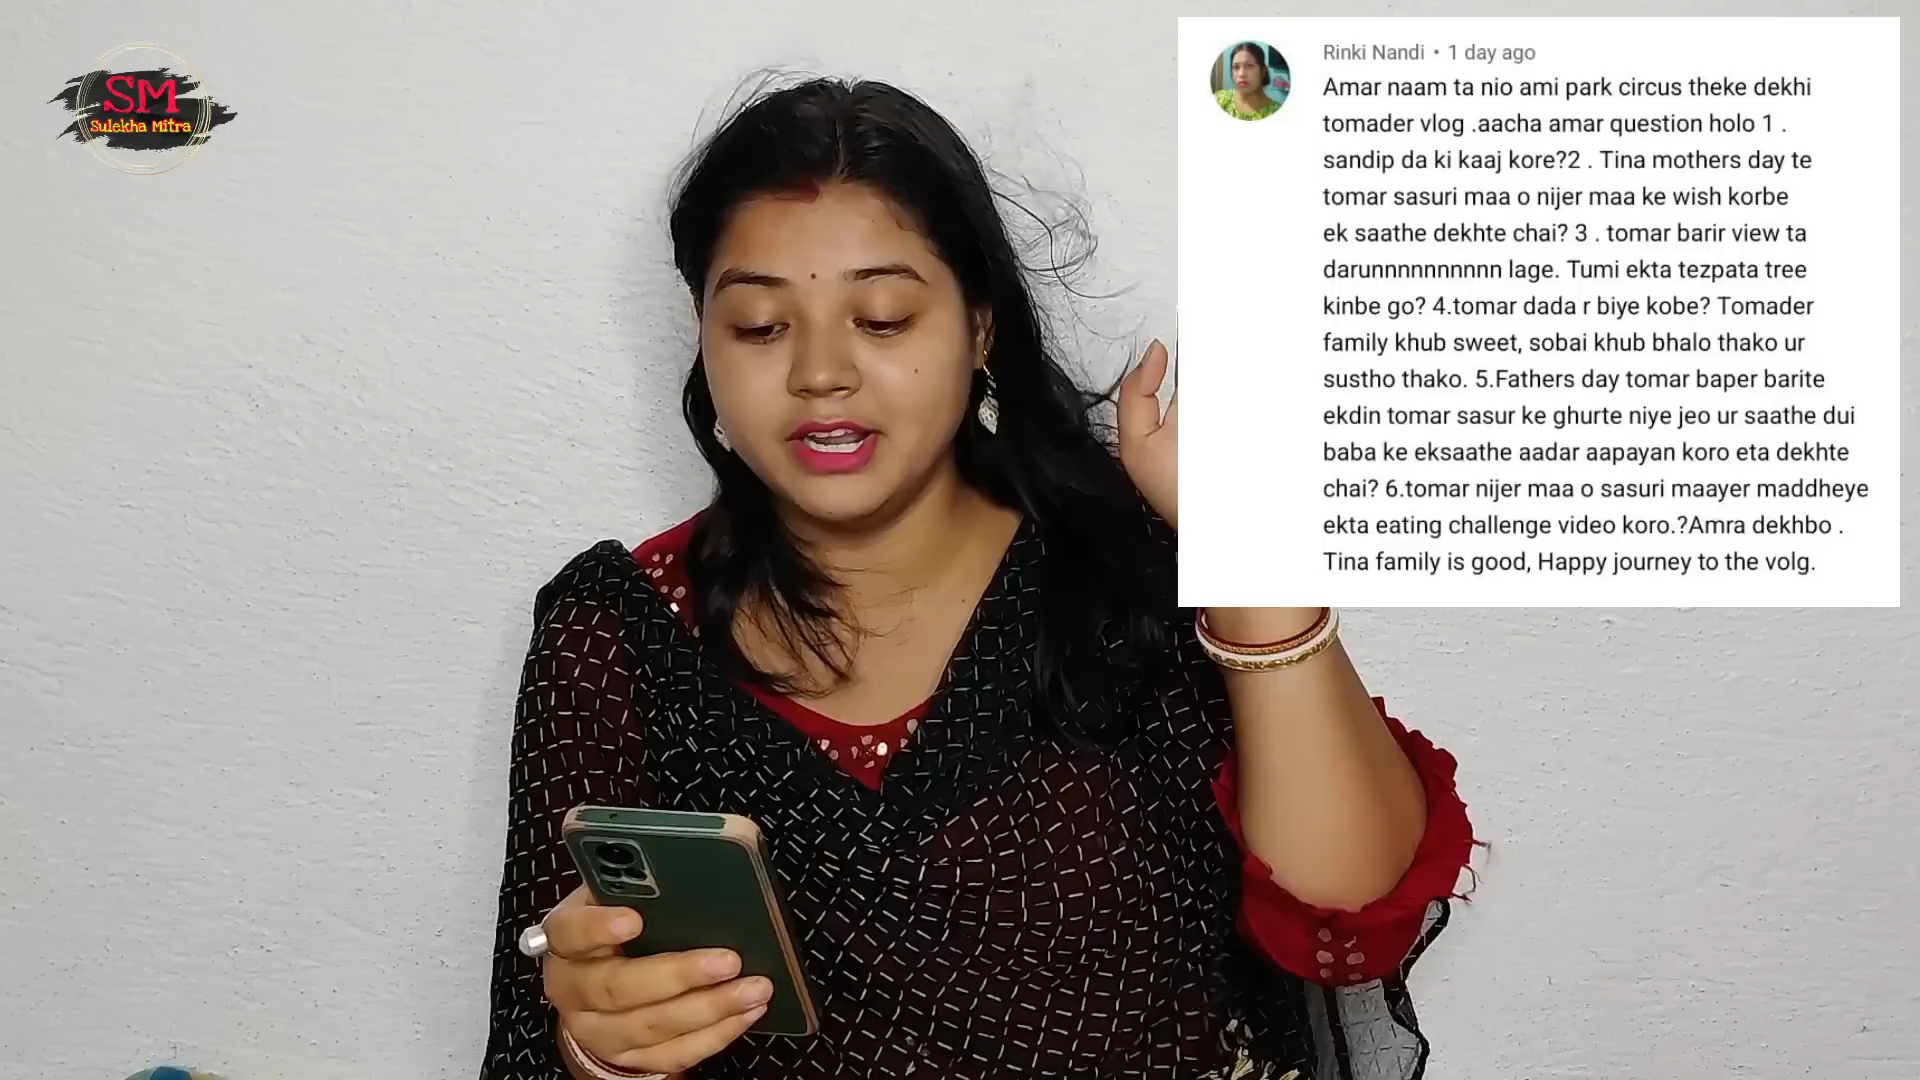 SM
Sulekha Mitra
Rinki Nandi • 1 day ago
Amar naam ta nio ami park circus theke dekhi
tomader vlog .aacha amar question holo 1 .
sandip da ki kaaj kore?2 . Tina mothers day te
tomar sasuri maa o nijer maa ke wish korbe
ek saathe dekhte chai? 3 . tomar barir view ta
darunnnnnnnnnn lage. Tumi ekta tezpata tree
kinbe go? 4.tomar dada r biye kobe? Tomader
family khub sweet, sobai khub bhalo thako ur
sustho thako. 5.Fathers day tomar baper barite
ekdin tomar sasur ke ghurte niye jeo ur saathe dui
baba ke eksaathe aadar aapayan koro eta dekhte
chai? 6.tomar nijer maa o sasuri maayer maddheye
ekta eating challenge video koro.?Amra dekhbo .
Tina family is good, Happy journey to the volg.